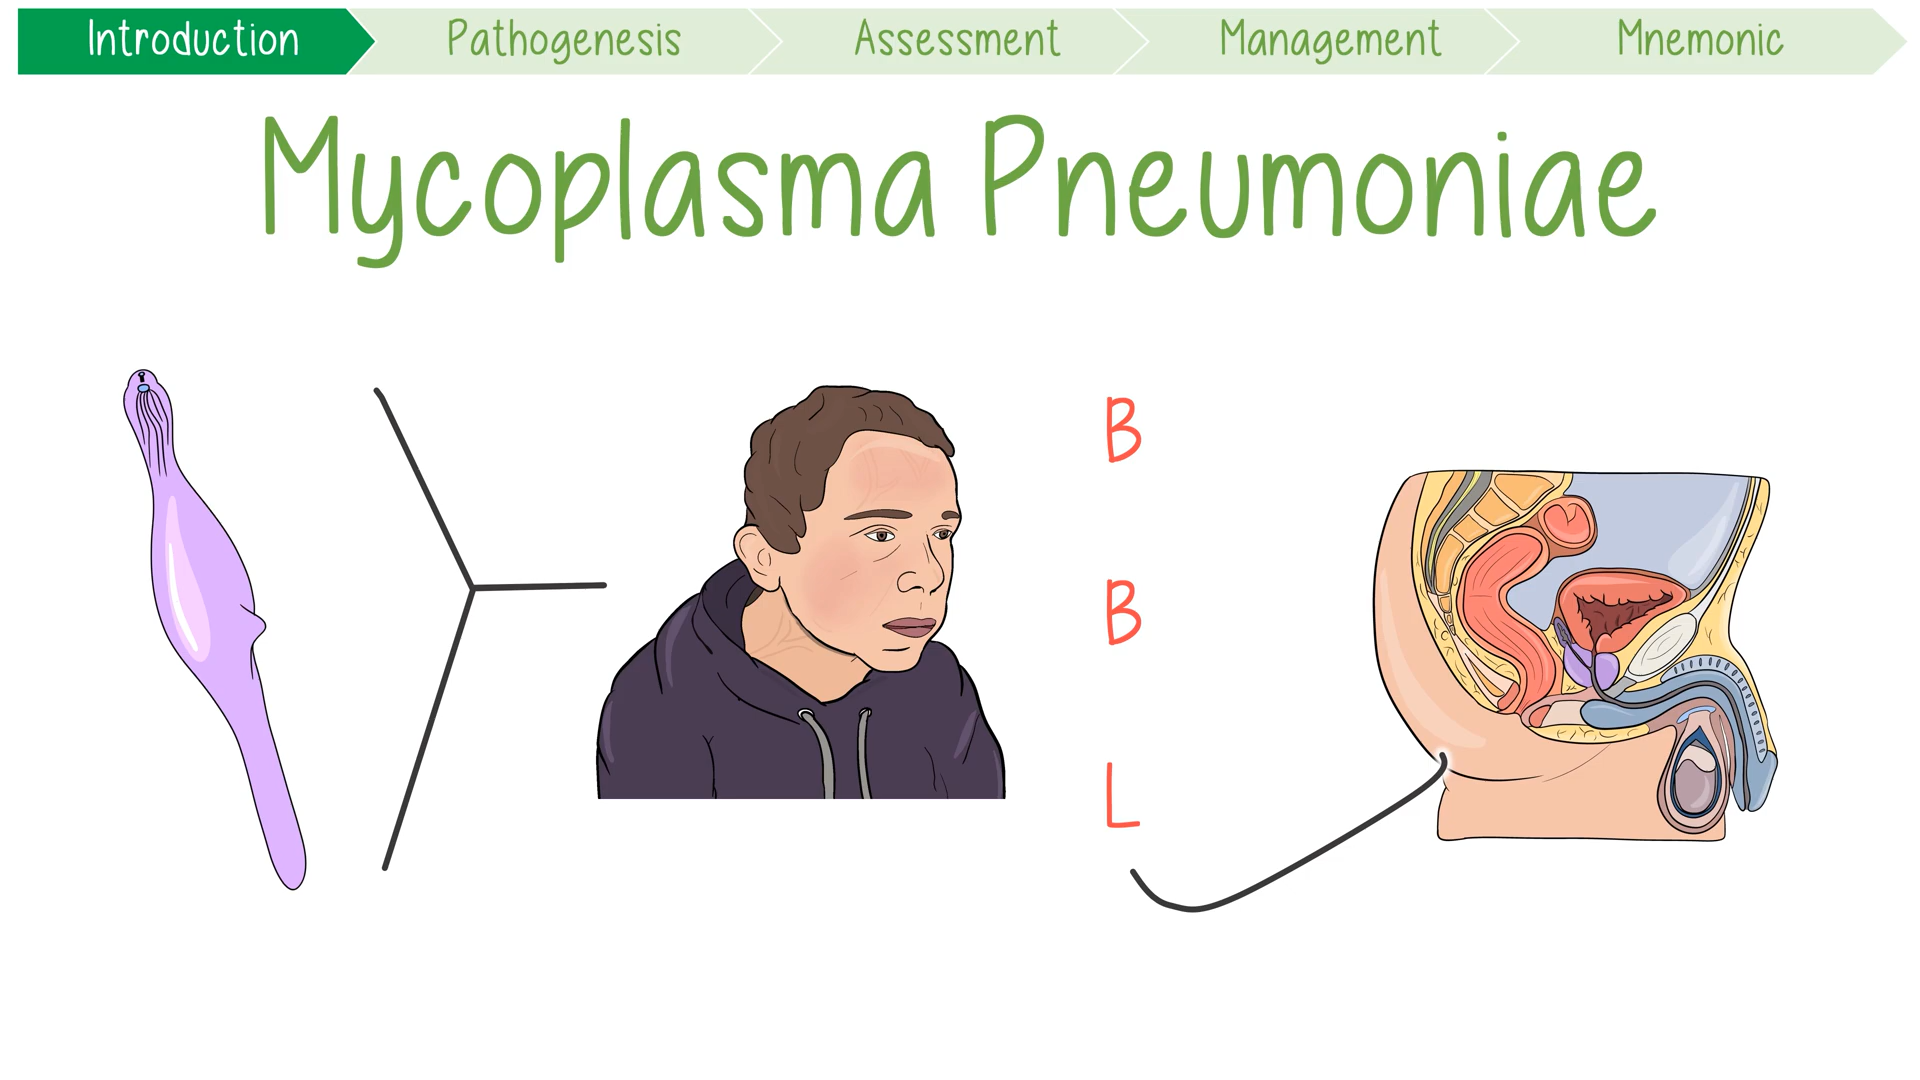 Introduction Pathogenesis Assessment Management Mnemonic
Mycoplasma Pneumoniae
B
B
L